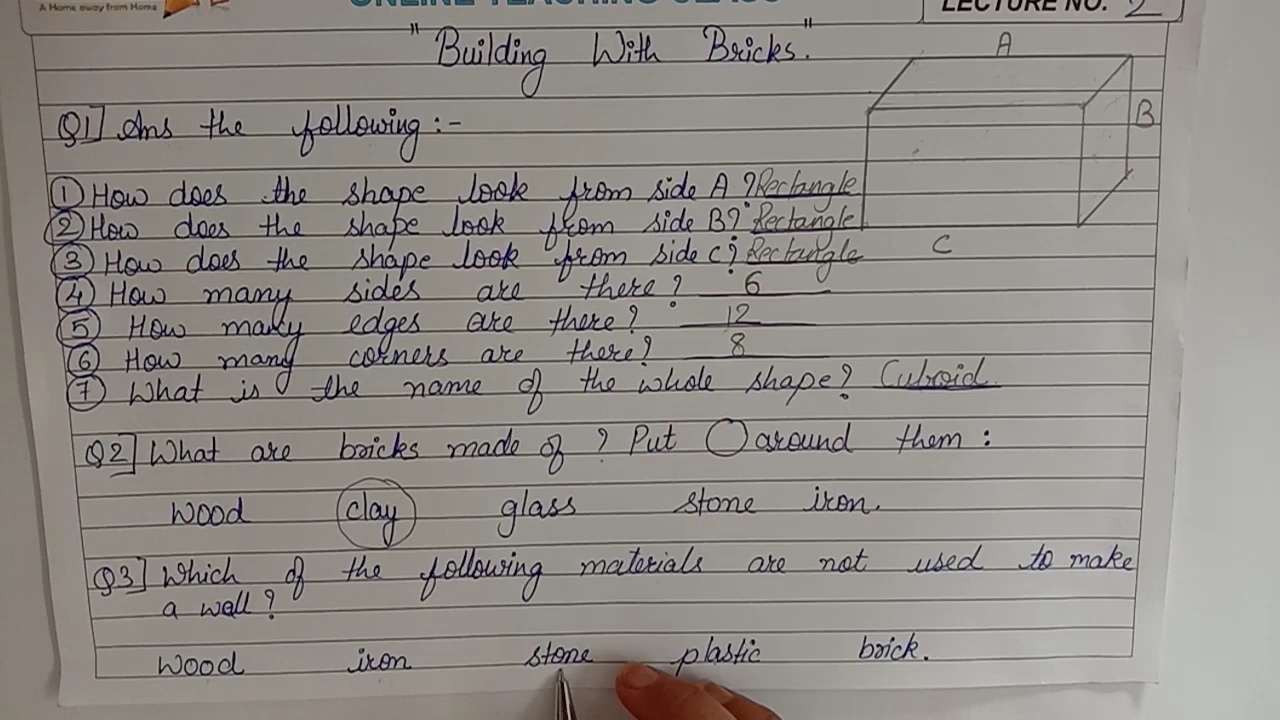 A Home away from Home
ONLINE TEACHING CLASS
LECTURE NO. 2
"Building With Bricks."
A
B
C
Q1] Ans the following :-
① How does the shape look from side A ? Rectangle
② How does the shape look from side B? Rectangle
③ How does the shape look from side C? Rectangle
④ How many sides are there? 6
⑤ How many edges are there? 12
⑥ How many corners are there? 8
⑦ What is the name of the whole shape? Cuboid
Q2] What are bricks made of ? Put ◯ around them :
Wood clay glass stone iron.
Q3] Which of the following materials are not used to make
a wall?
Wood iron stone plastic brick.